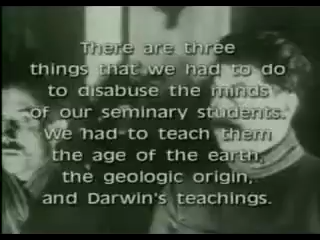 There are three
things that we had to do
to disabuse the minds
of our seminary students.
We had to teach them
the age of the earth,
the geologic origin,
and Darwin's teachings.